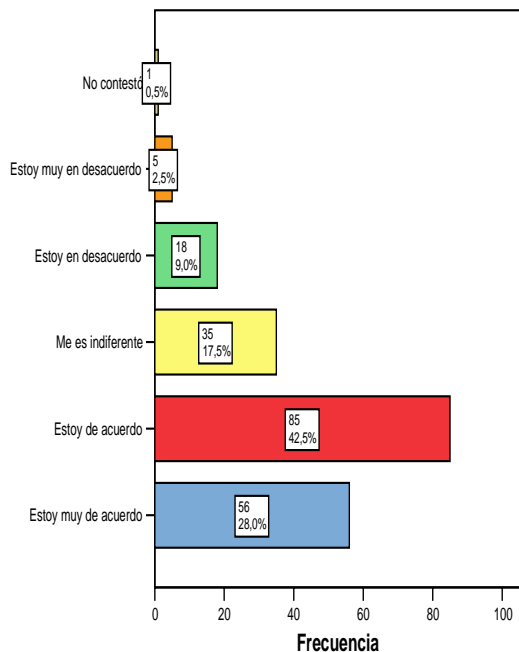 No contestó
1
0,5%
Estoy muy en desacuerdo
5
2,5%
Estoy en desacuerdo
18
9,0%
Me es indiferente
35
17,5%
Estoy de acuerdo
85
42,5%
Estoy muy de acuerdo
56
28,0%
0 20 40 60 80 100
Frecuencia